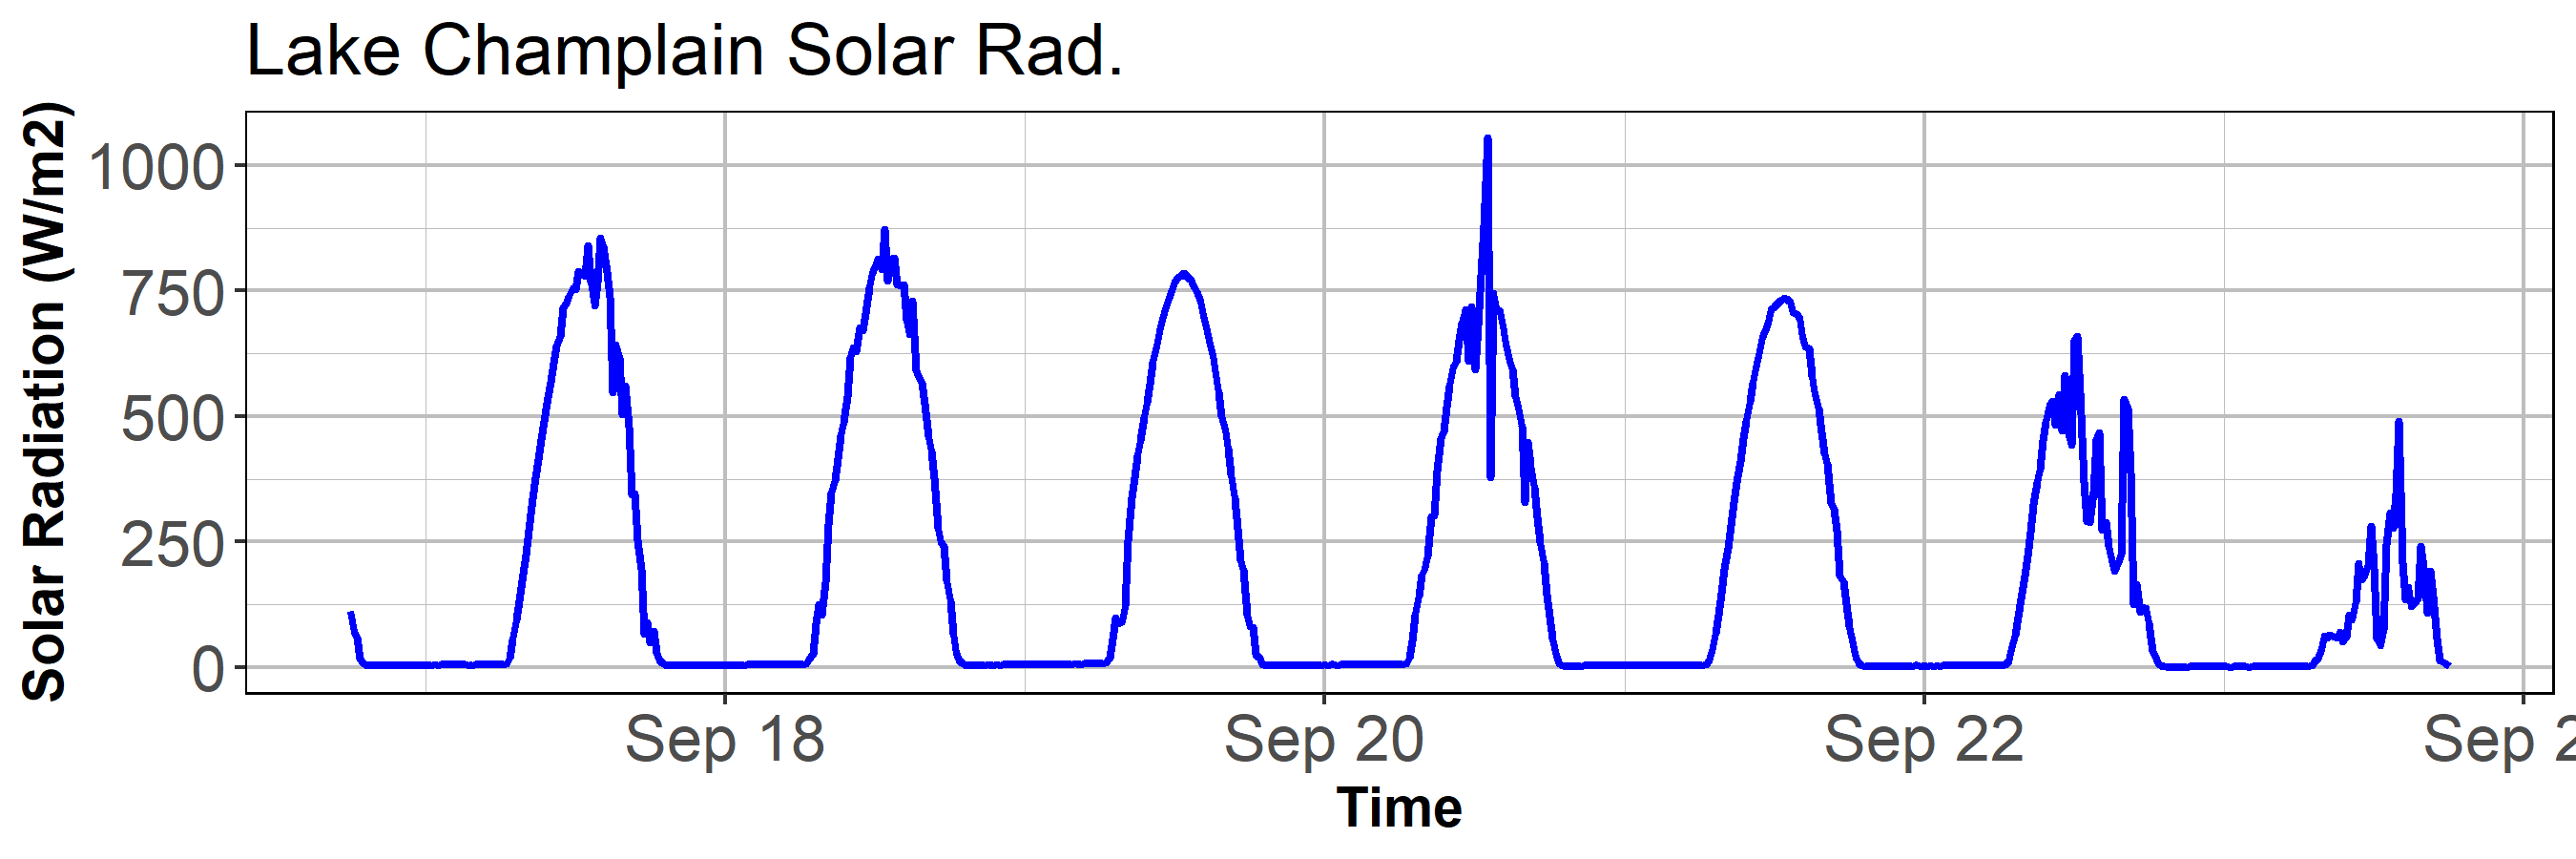 Lake Champlain Solar Rad.
Solar Radiation (W/m2)
1000
750
500
250
0
Sep 18 Sep 20 Sep 22 Sep
Time